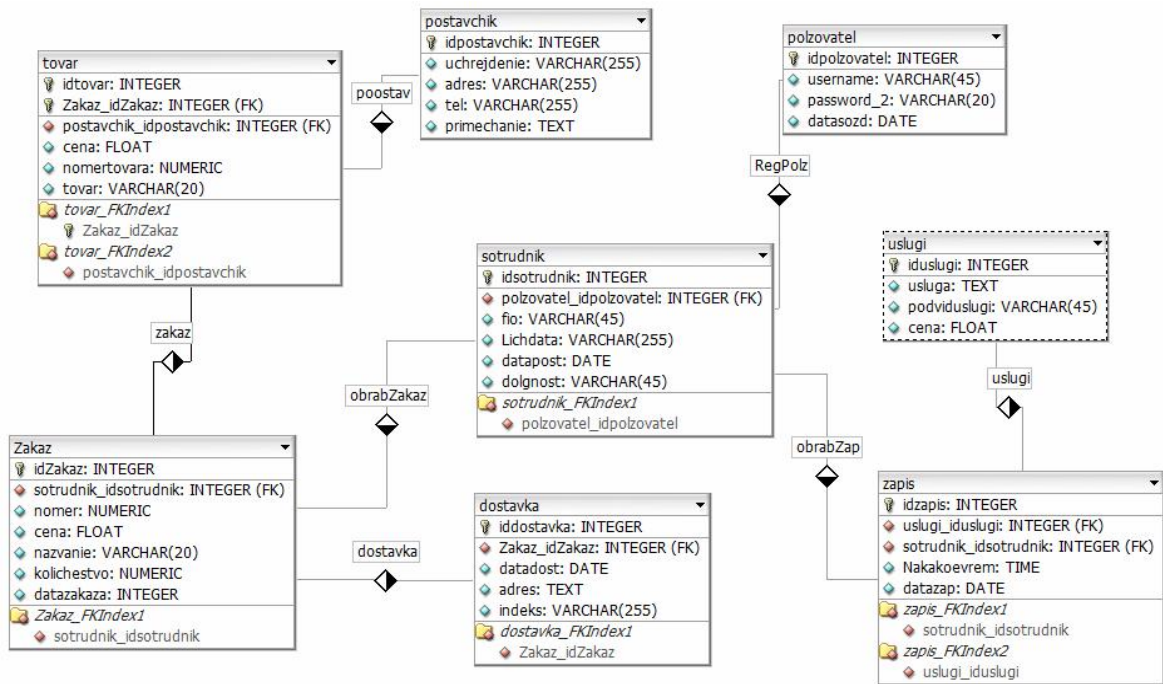 tovar
idtovar: INTEGER
Zakaz_idZakaz: INTEGER (FK)
postavchik_idpostavchik: INTEGER (FK)
cena: FLOAT
nomertovara: NUMERIC
tovar: VARCHAR(20)
tovar_FKIndex1
Zakaz_idZakaz
tovar_FKIndex2
postavchik_idpostavchik
poostav
postavchik
idpostavchik: INTEGER
uchrejdenie: VARCHAR(255)
adres: VARCHAR(255)
tel: VARCHAR(255)
primechanie: TEXT
polzovatel
idpolzovatel: INTEGER
username: VARCHAR(45)
password_2: VARCHAR(20)
datasozd: DATE
RegPolz
sotrudnik
idsotrudnik: INTEGER
polzovatel_idpolzovatel: INTEGER (FK)
fio: VARCHAR(45)
Lichdata: VARCHAR(255)
datapost: DATE
dolgnost: VARCHAR(45)
sotrudnik_FKIndex1
polzovatel_idpolzovatel
uslugi
iduslugi: INTEGER
usluga: TEXT
podviduslugi: VARCHAR(45)
cena: FLOAT
uslugi
zakaz
obrabZakaz
obrabZap
Zakaz
idZakaz: INTEGER
sotrudnik_idsotrudnik: INTEGER (FK)
nomer: NUMERIC
cena: FLOAT
nazvanie: VARCHAR(20)
kolichestvo: NUMERIC
datazakaza: INTEGER
Zakaz_FKIndex1
sotrudnik_idsotrudnik
dostavka
dostavka
iddostavka: INTEGER
Zakaz_idZakaz: INTEGER (FK)
datadost: DATE
adres: TEXT
indeks: VARCHAR(255)
dostavka_FKIndex1
Zakaz_idZakaz
zapis
idzapis: INTEGER
uslugi_iduslugi: INTEGER (FK)
sotrudnik_idsotrudnik: INTEGER (FK)
Nakakoevrem: TIME
datazap: DATE
zapis_FKIndex1
sotrudnik_idsotrudnik
zapis_FKIndex2
uslugi_iduslugi